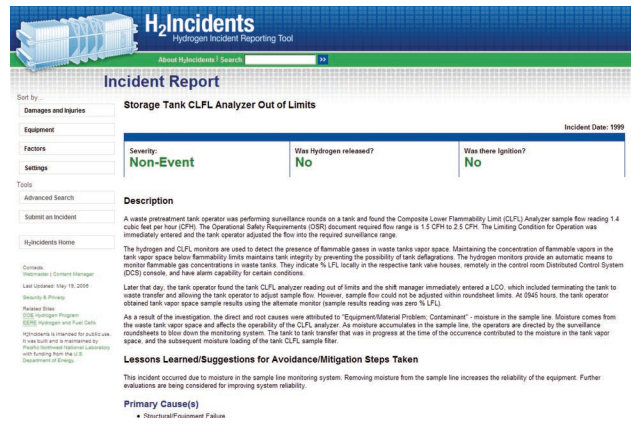 H2Incidents
Hydrogen Incident Reporting Tool
About H2Incidents | Search
Incident Report
Sort by...
Damages and Injuries
Equipment
Factors
Settings
Tools
Advanced Search
Submit an Incident
H2Incidents Home
Contacts:
Webmaster | Content Manager
Last Updated: May 19, 2008
Security & Privacy
Related Sites
DOE Hydrogen Program
EERE Hydrogen and Fuel Cells
H2Incidents is intended for public use.
It was built and is maintained by
Pacific Northwest National Laboratory
with funding from the U.S.
Department of Energy.
Storage Tank CLFL Analyzer Out of Limits
Incident Date: 1999
Severity:
Non-Event
Was Hydrogen released?
No
Was there Ignition?
No
Description
A waste pretreatment tank operator was performing surveillance rounds on a tank and found the Composite Lower Flammability Limit (CLFL) Analyzer sample flow reading 1.4
cubic feet per hour (CFH). The Operational Safety Requirements (OSR) document required flow range is 1.5 CFH to 2.5 CFH. The Limiting Condition for Operation was
immediately entered and the tank operator adjusted the flow into the required surveillance range.
The hydrogen and CLFL monitors are used to detect the presence of flammable gases in waste tanks vapor space. Maintaining the concentration of flammable vapors in the
tank vapor space below flammability limits maintains tank integrity by preventing the possibility of tank deflagrations. The hydrogen monitors provide an automatic means to
monitor flammable gas concentrations in waste tanks. They indicate % LFL locally in the respective tank valve houses, remotely in the control room Distributed Control System
(DCS) console, and have alarm capability for certain conditions.
Later that day, the tank operator found the tank CLFL analyzer reading out of limits and the shift manager immediately entered a LCO, which included terminating the tank to
waste transfer and allowing the tank operator to adjust sample flow. However, sample flow could not be adjusted within roundsheet limits. At 0945 hours, the tank operator
obtained tank vapor space sample results using the alternate monitor (sample results reading was zero % LFL).
As a result of the investigation, the direct and root causes were attributed to "Equipment/Material Problem; Contaminant" - moisture in the sample line. Moisture comes from
the waste tank vapor space and affects the operability of the CLFL analyzer. As moisture accumulates in the sample line, the operators are directed by the surveillance
roundsheets to blow down the monitoring system. The tank to tank transfer that was in progress at the time of the occurrence contributed to the moisture in the tank vapor
space, and the subsequent moisture loading of the tank CLFL sample filter.
Lessons Learned/Suggestions for Avoidance/Mitigation Steps Taken
This incident occurred due to moisture in the sample line monitoring system. Removing moisture from the sample line increases the reliability of the equipment. Further
evaluations are being considered for improving system reliability.
Primary Cause(s)
• Structural/Equipment Failure